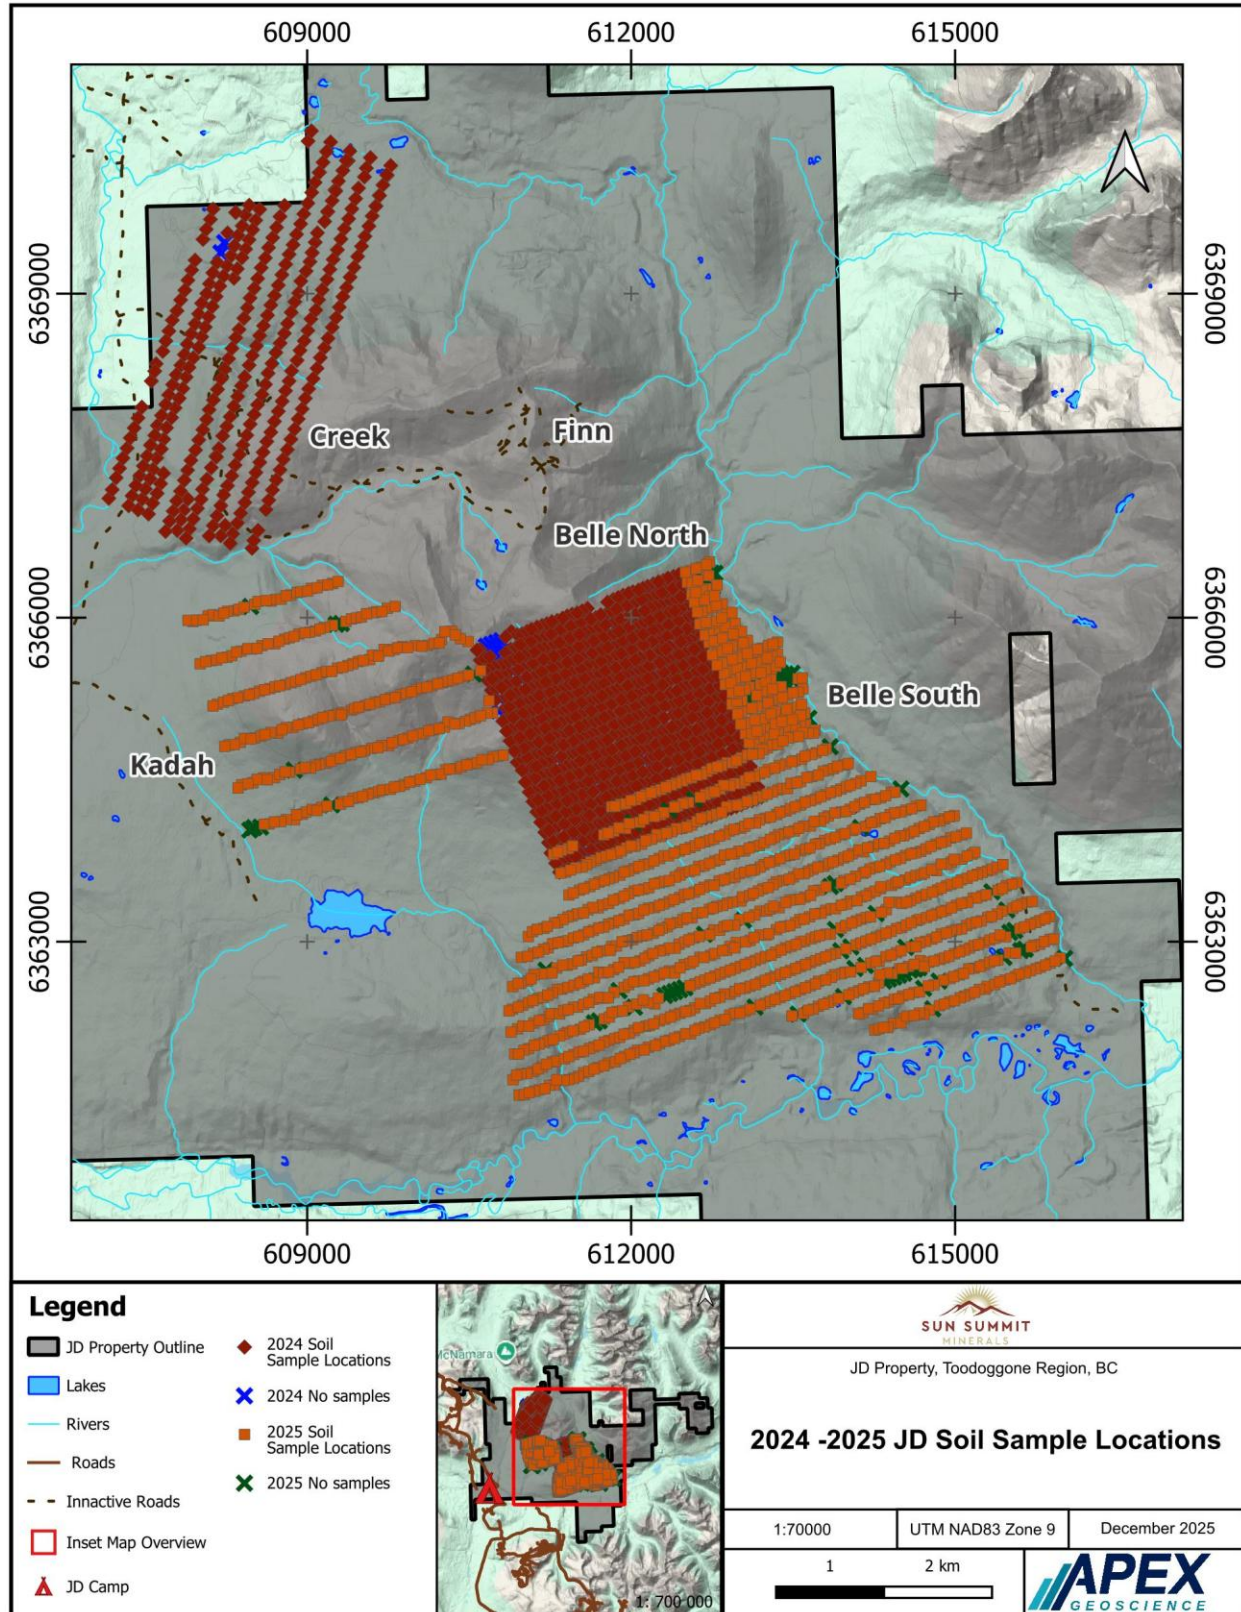 609000
612000
615000
6369000
6369000
Creek
Finn
Belle North
6366000
6366000
Belle South
Kadah
6363000
6363000
609000
612000
615000
Legend
JD Property Outline
Lakes
Rivers
Roads
Innactive Roads
Inset Map Overview
JD Camp
2024 Soil
Sample Locations
2024 No samples
2025 Soil
Sample Locations
2025 No samples
McNamara
1: 700 000
SUN SUMMIT
MINERALS
JD Property, Toodoggone Region, BC
2024 -2025 JD Soil Sample Locations
1:70000
UTM NAD83 Zone 9
December 2025
1
2 km
APEX
GEOSCIENCE